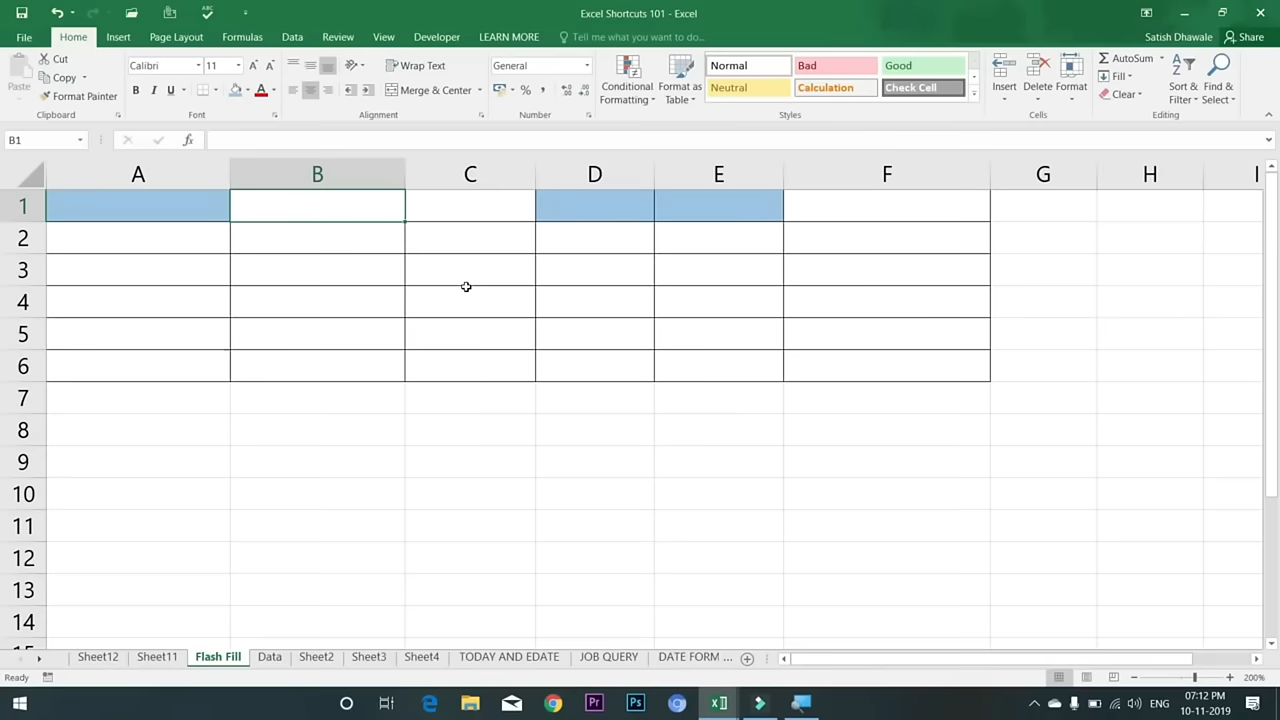 Excel Shortcuts 101 - Excel
File Home Insert Page Layout Formulas Data Review View Developer LEARN MORE Tell me what you want to do... Satish Dhawale Share
Paste
Cut
Copy
Format Painter
Clipboard
Calibri 11
B I U
Font
Wrap Text
Merge & Center
Alignment
General
%
Number
Conditional Formatting
Format as Table
Normal Bad Good
Neutral Calculation Check Cell
Styles
Insert Delete Format
Cells
AutoSum
Fill
Clear
Sort & Filter
Find & Select
Editing
B1 fx
A B C D E F G H I
1
2
3
4
5
6
7
8
9
10
11
12
13
14
15
Sheet12 Sheet11 Flash Fill Data Sheet2 Sheet3 Sheet4 TODAY AND EDATE JOB QUERY DATE FORM ...
Ready 200%
Pr Ps ENG 07:12 PM
10-11-2019